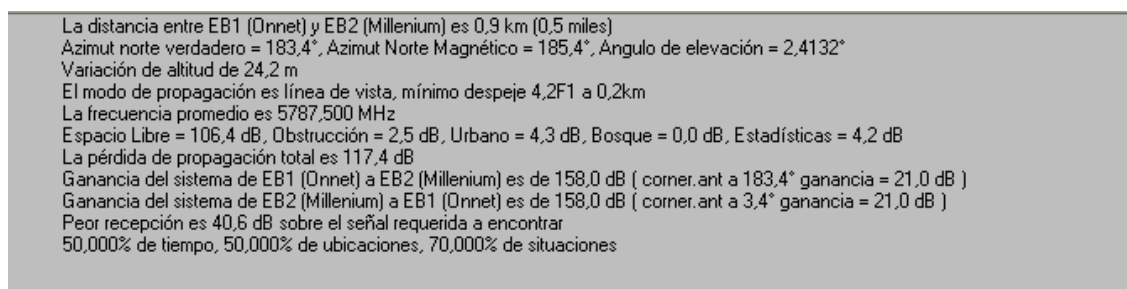 La distancia entre EB1 (Onnet) y EB2 (Millenium) es 0,9 km (0,5 miles)
Azimut norte verdadero = 183,4°, Azimut Norte Magnético = 185,4°, Angulo de elevación = 2,4132°
Variación de altitud de 24,2 m
El modo de propagación es línea de vista, mínimo despeje 4,2F1 a 0,2km
La frecuencia promedio es 5787,500 MHz
Espacio Libre = 106,4 dB, Obstrucción = 2,5 dB, Urbano = 4,3 dB, Bosque = 0,0 dB, Estadísticas = 4,2 dB
La pérdida de propagación total es 117,4 dB
Ganancia del sistema de EB1 (Onnet) a EB2 (Millenium) es de 158,0 dB ( corner.ant a 183,4° ganancia = 21,0 dB )
Ganancia del sistema de EB2 (Millenium) a EB1 (Onnet) es de 158,0 dB ( corner.ant a 3,4° ganancia = 21,0 dB )
Peor recepción es 40,6 dB sobre el señal requerida a encontrar
50,000% de tiempo, 50,000% de ubicaciones, 70,000% de situaciones